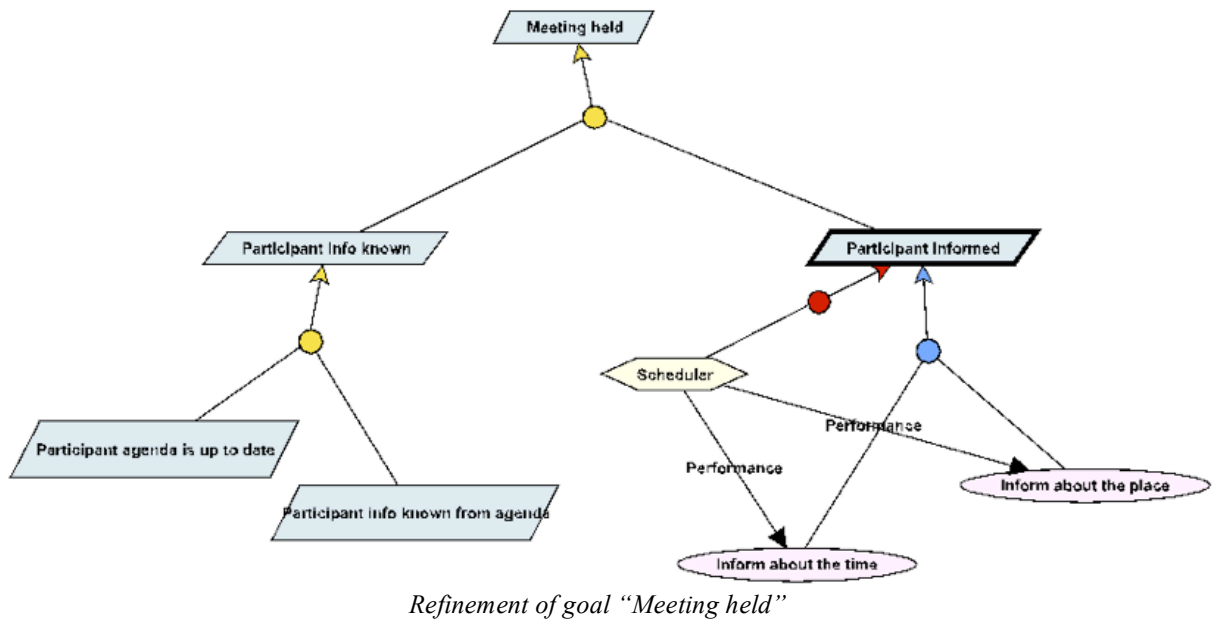 Meeting held
Participant info known
Participant informed
Scheduler
Performance
Participant agenda is up to date
Performance
Inform about the place
Participant info known from agenda
Inform about the time
Refinement of goal “Meeting held”